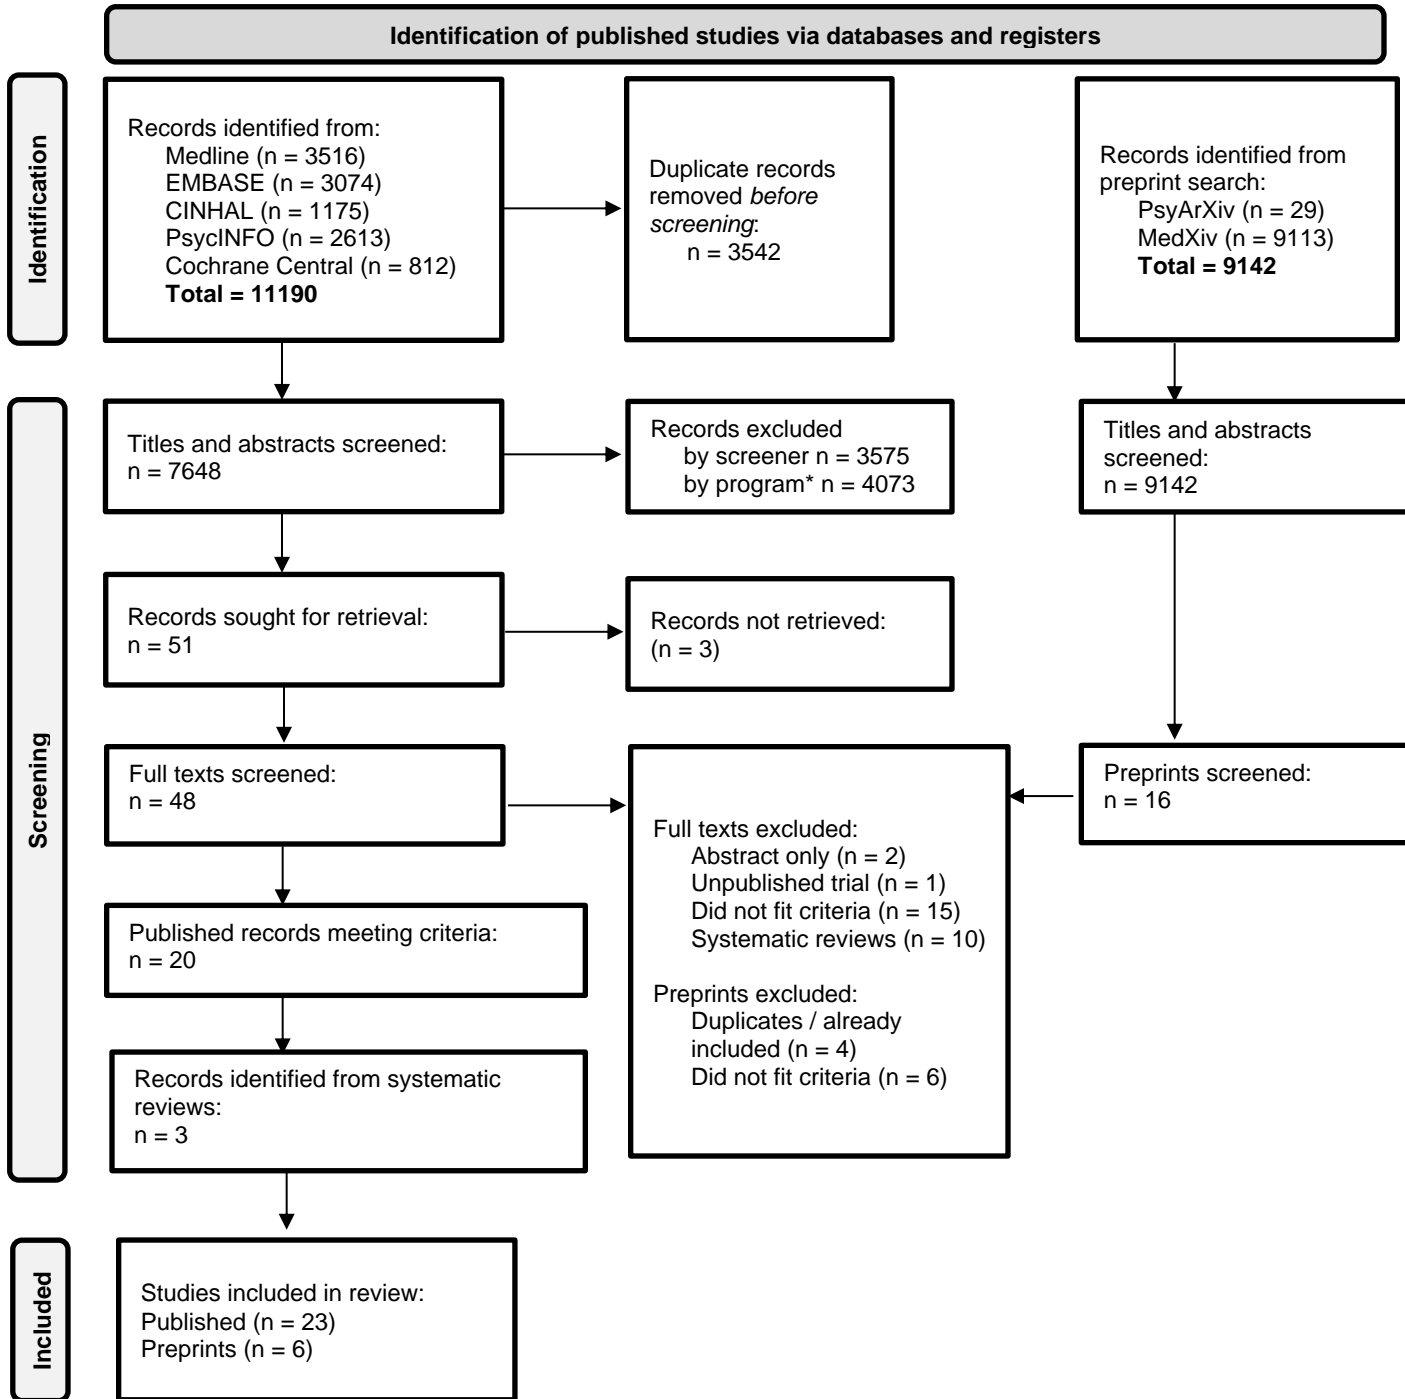 Identification of published studies via databases and registers
Identification
Records identified from:
Medline (n = 3516)
EMBASE (n = 3074)
CINHAL (n = 1175)
PsycINFO (n = 2613)
Cochrane Central (n = 812)
Total = 11190
Duplicate records
removed before
screening:
n = 3542
Records identified from
preprint search:
PsyArXiv (n = 29)
MedXiv (n = 9113)
Total = 9142
Screening
Titles and abstracts screened:
n = 7648
Records excluded
by screener n = 3575
by program* n = 4073
Titles and abstracts
screened:
n = 9142
Records sought for retrieval:
n = 51
Records not retrieved:
(n = 3)
Full texts screened:
n = 48
Preprints screened:
n = 16
Full texts excluded:
Abstract only (n = 2)
Unpublished trial (n = 1)
Did not fit criteria (n = 15)
Systematic reviews (n = 10)
Preprints excluded:
Duplicates / already
included (n = 4)
Did not fit criteria (n = 6)
Published records meeting criteria:
n = 20
Records identified from systematic
reviews:
n = 3
Included
Studies included in review:
Published (n = 23)
Preprints (n = 6)